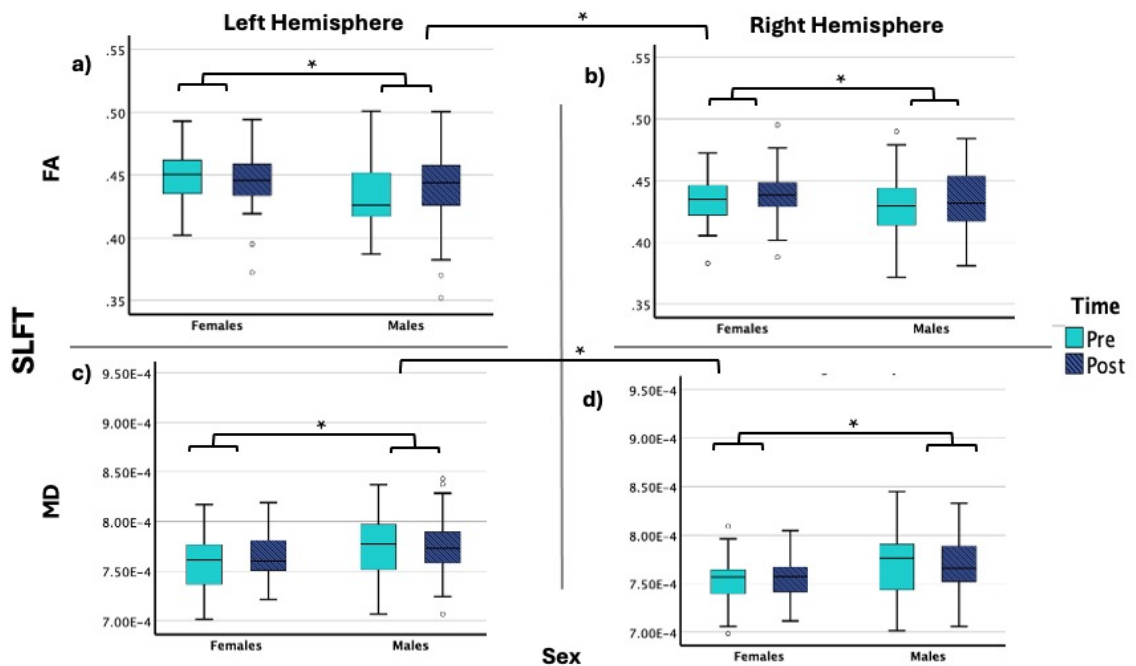 Left Hemisphere
*
Right Hemisphere
a)
.55
.50
.45
.40
.35
*
Females
Males
b)
.55
.50
.45
.40
.35
*
Females
Males
FA
SLFT
Time
Pre
Post
*
c)
9.50E-4
9.00E-4
8.50E-4
8.00E-4
7.50E-4
7.00E-4
*
Females
Males
d)
9.50E-4
9.00E-4
8.50E-4
8.00E-4
7.50E-4
7.00E-4
*
Females
Males
MD
Sex